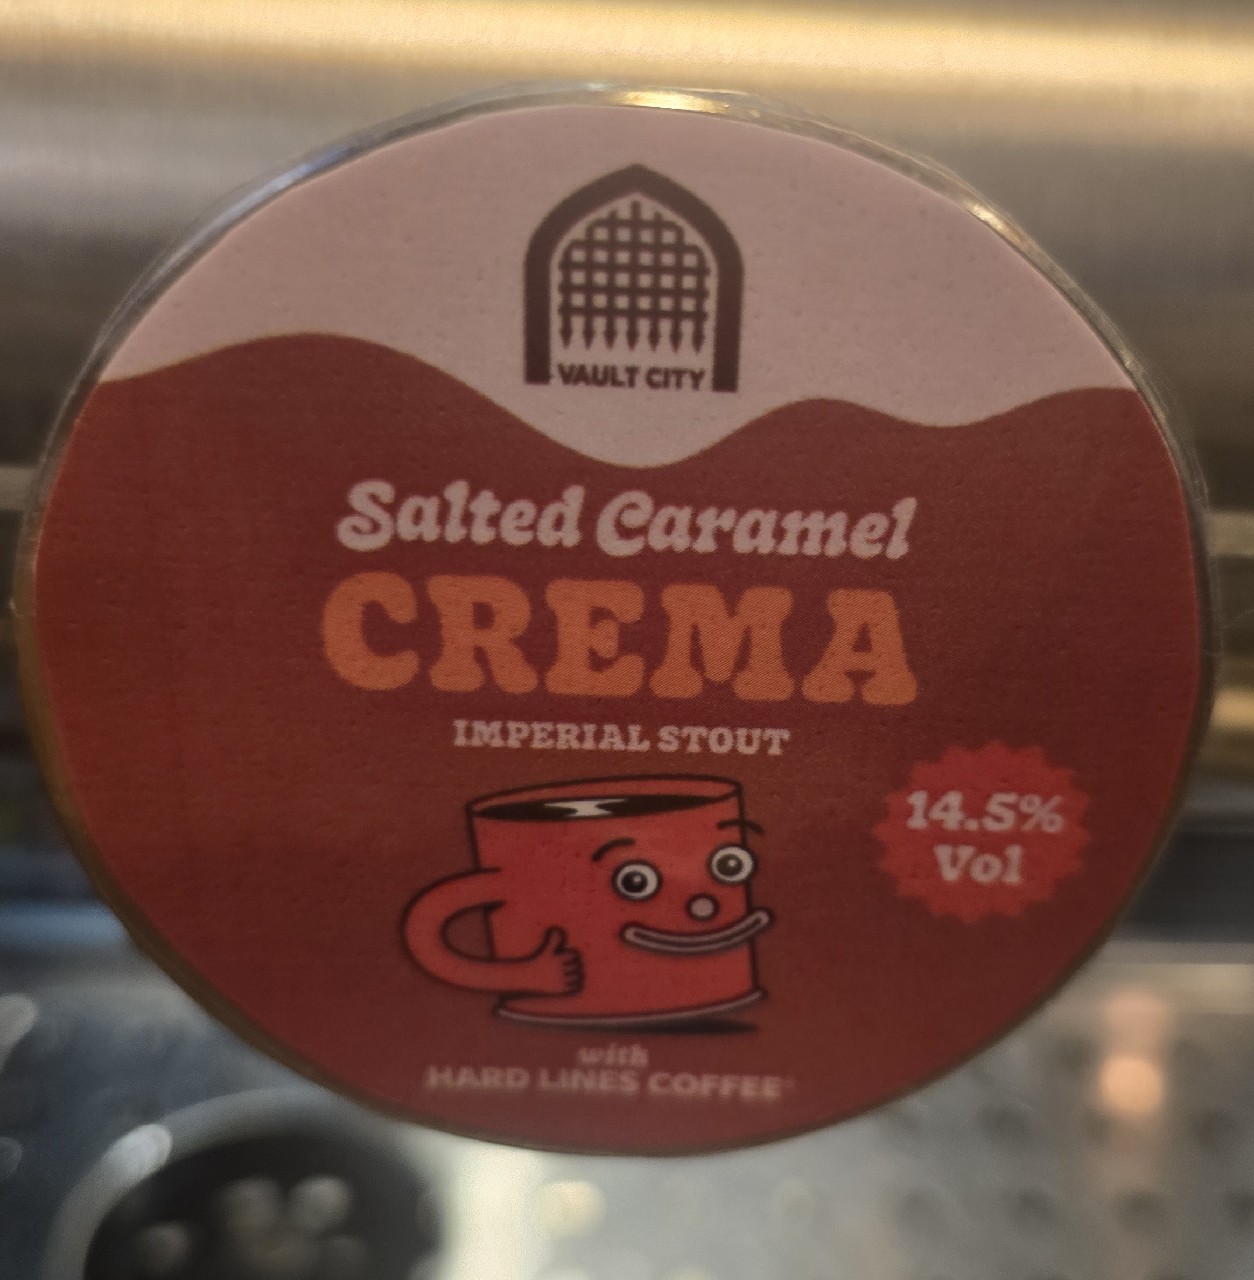 VAULT CITY
Salted Caramel
CREMA
IMPERIAL STOUT
14.5%
Vol
with
HARD LINES COFFEE